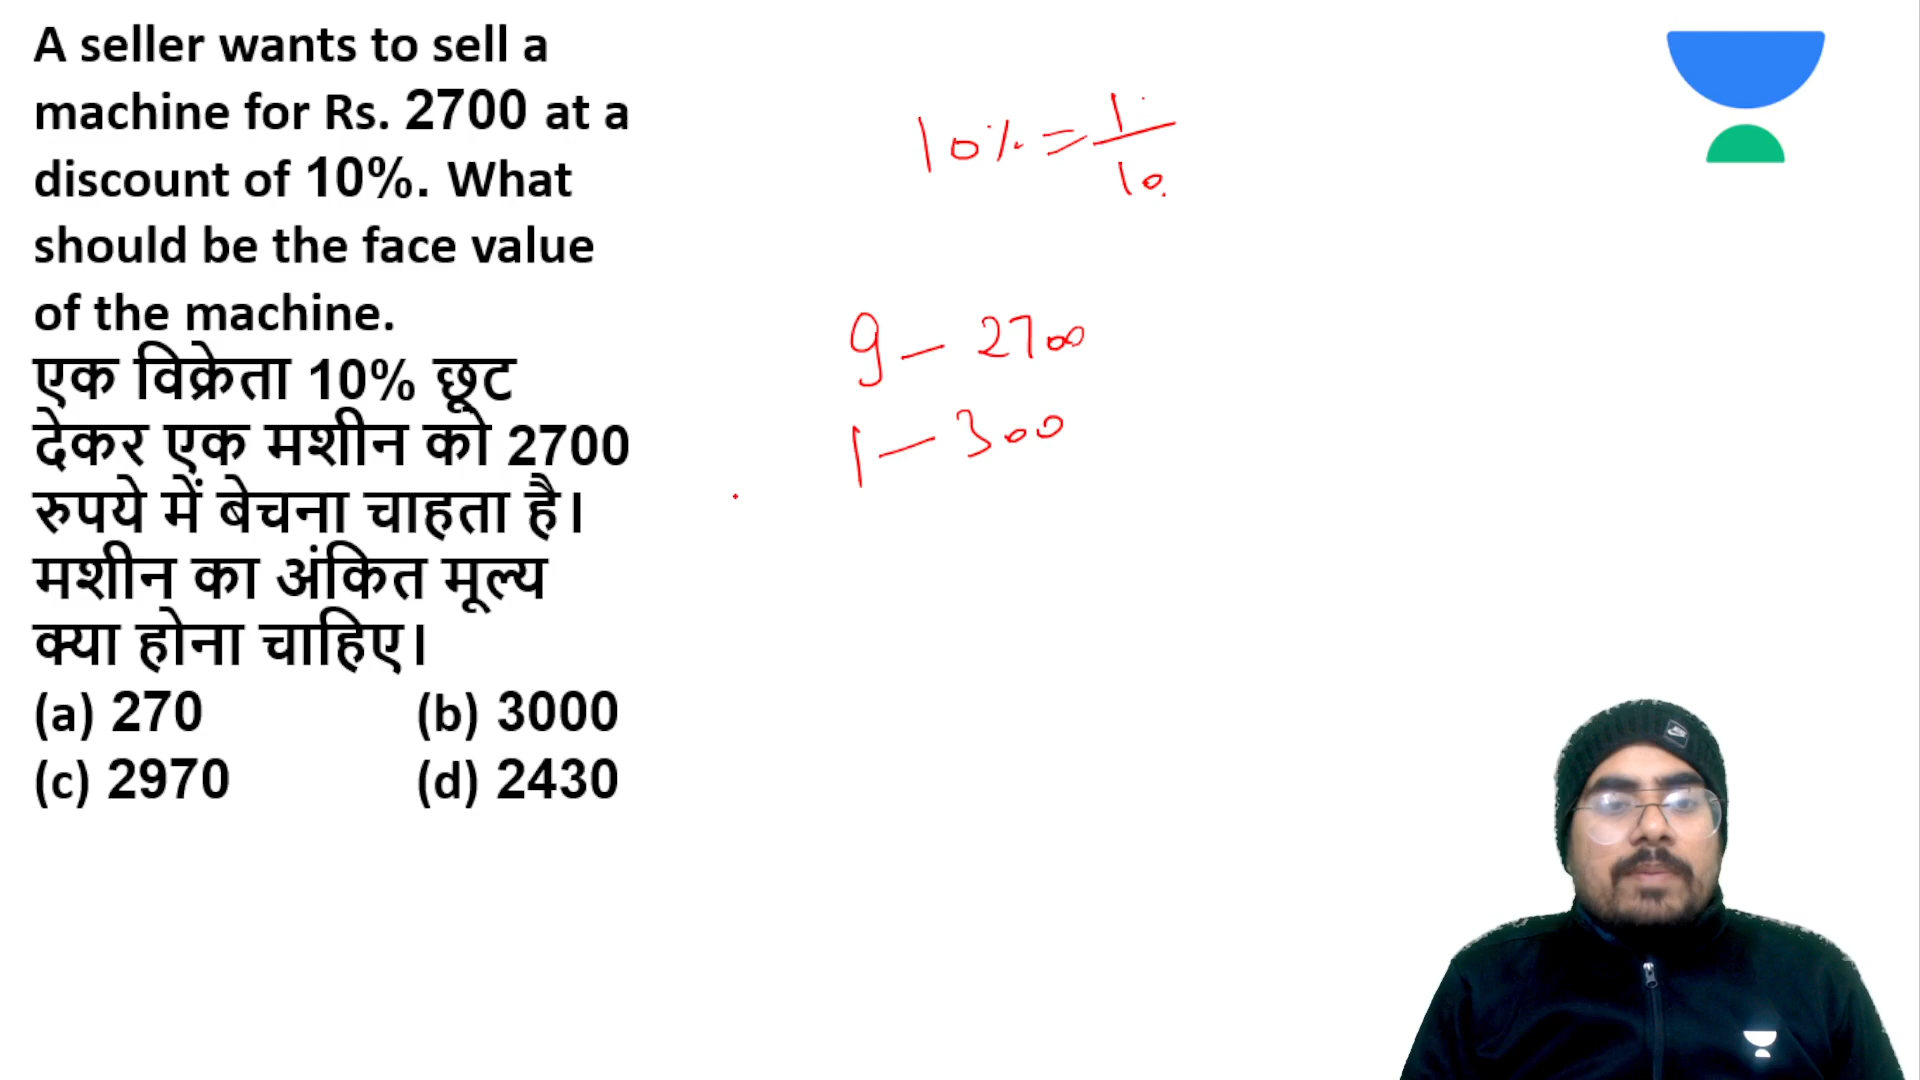 A seller wants to sell a
machine for Rs. 2700 at a
discount of 10%. What
should be the face value
of the machine.
एक विक्रेता 10% छूट
देकर एक मशीन को 2700
रुपये में बेचना चाहता है।
मशीन का अंकित मूल्य
क्या होना चाहिए।
(a) 270 (b) 3000
(c) 2970 (d) 2430
10% = 1/10
9 — 2700
1 — 300